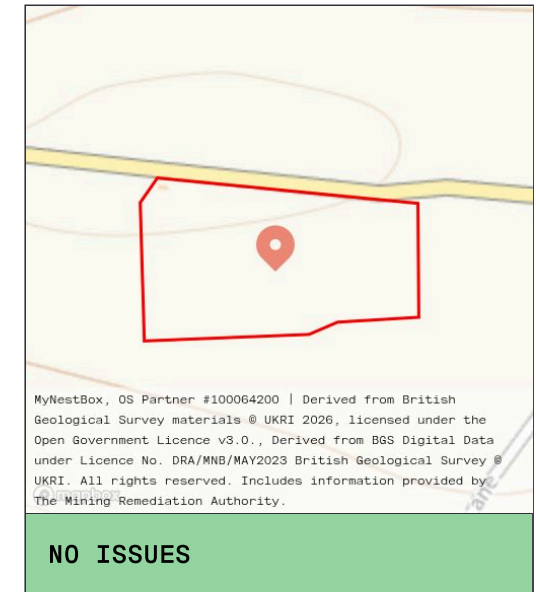 MyNestBox, OS Partner #100064200 | Derived from British
Geological Survey materials © UKRI 2026, licensed under the
Open Government Licence v3.0., Derived from BGS Digital Data
under Licence No. DRA/MNB/MAY2023 British Geological Survey ©
UKRI. All rights reserved. Includes information provided by
The Mining Remediation Authority.
mapbox
NO ISSUES